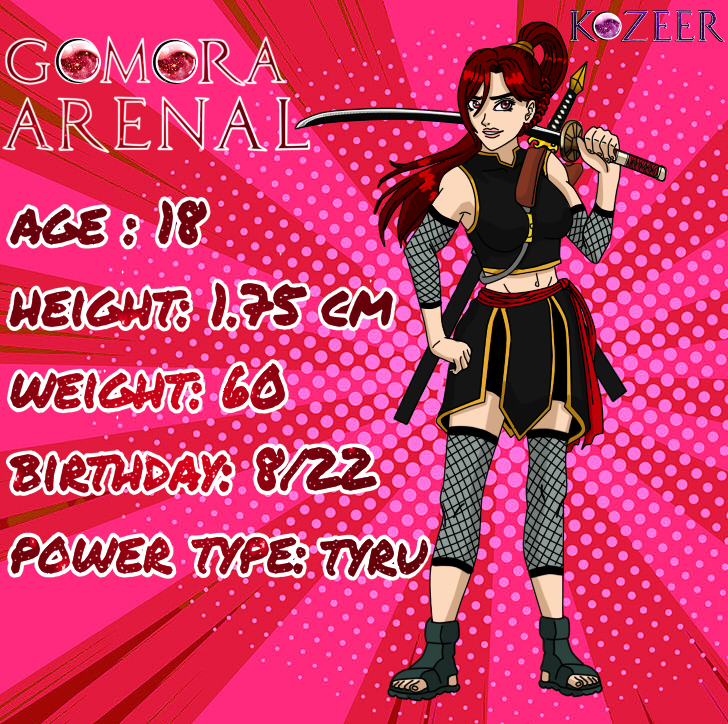 KOZEER
GOMORA
ARENAL
AGE : 18
HEIGHT: 1.75 CM
WEIGHT: 60
BIRTHDAY: 8/22
POWER TYPE: TYRU